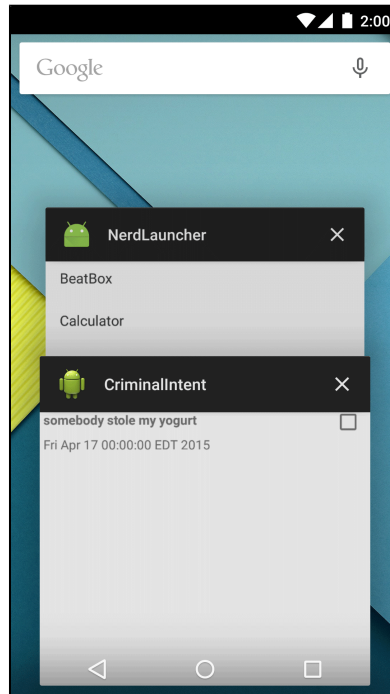 2:00
Google
NerdLauncher
BeatBox
Calculator
CriminalIntent
somebody stole my yogurt
Fri Apr 17 00:00:00 EDT 2015